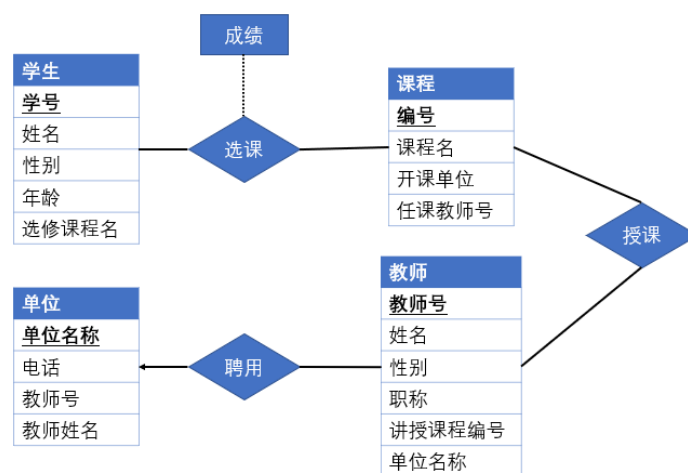 成绩
学生
学号
姓名
性别
年龄
选修课程名
选课
课程
编号
课程名
开课单位
任课教师号
授课
单位
单位名称
电话
教师号
教师姓名
聘用
教师
教师号
姓名
性别
职称
讲授课程编号
单位名称